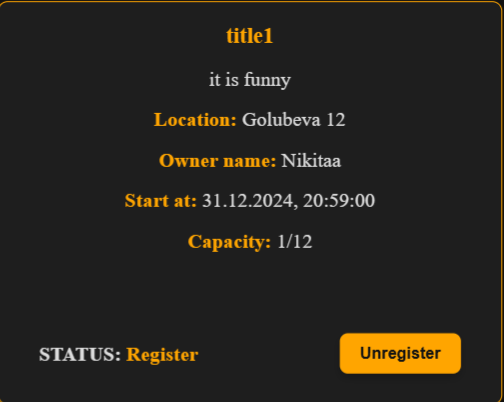 title1
it is funny
Location: Golubeva 12
Owner name: Nikitaa
Start at: 31.12.2024, 20:59:00
Capacity: 1/12
STATUS: Register
Unregister